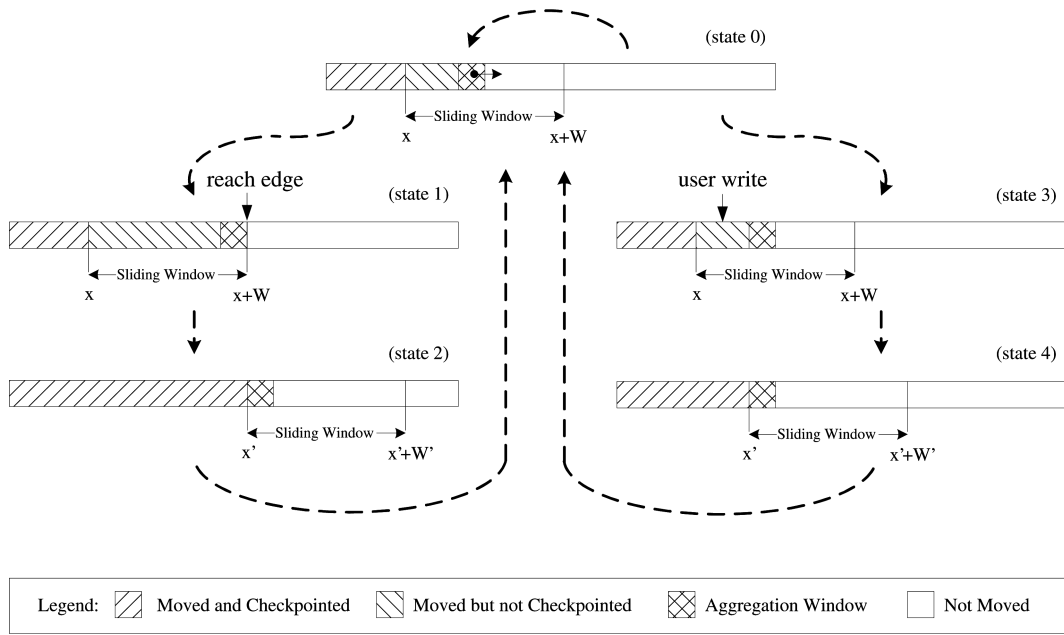 (state 0)
Sliding Window
x
x+W
reach edge
(state 1)
Sliding Window
x
x+W
user write
(state 3)
Sliding Window
x
x+W
(state 2)
Sliding Window
x'
x'+W'
(state 4)
Sliding Window
x'
x'+W'
Legend: Moved and Checkpointed Moved but not Checkpointed Aggregation Window Not Moved